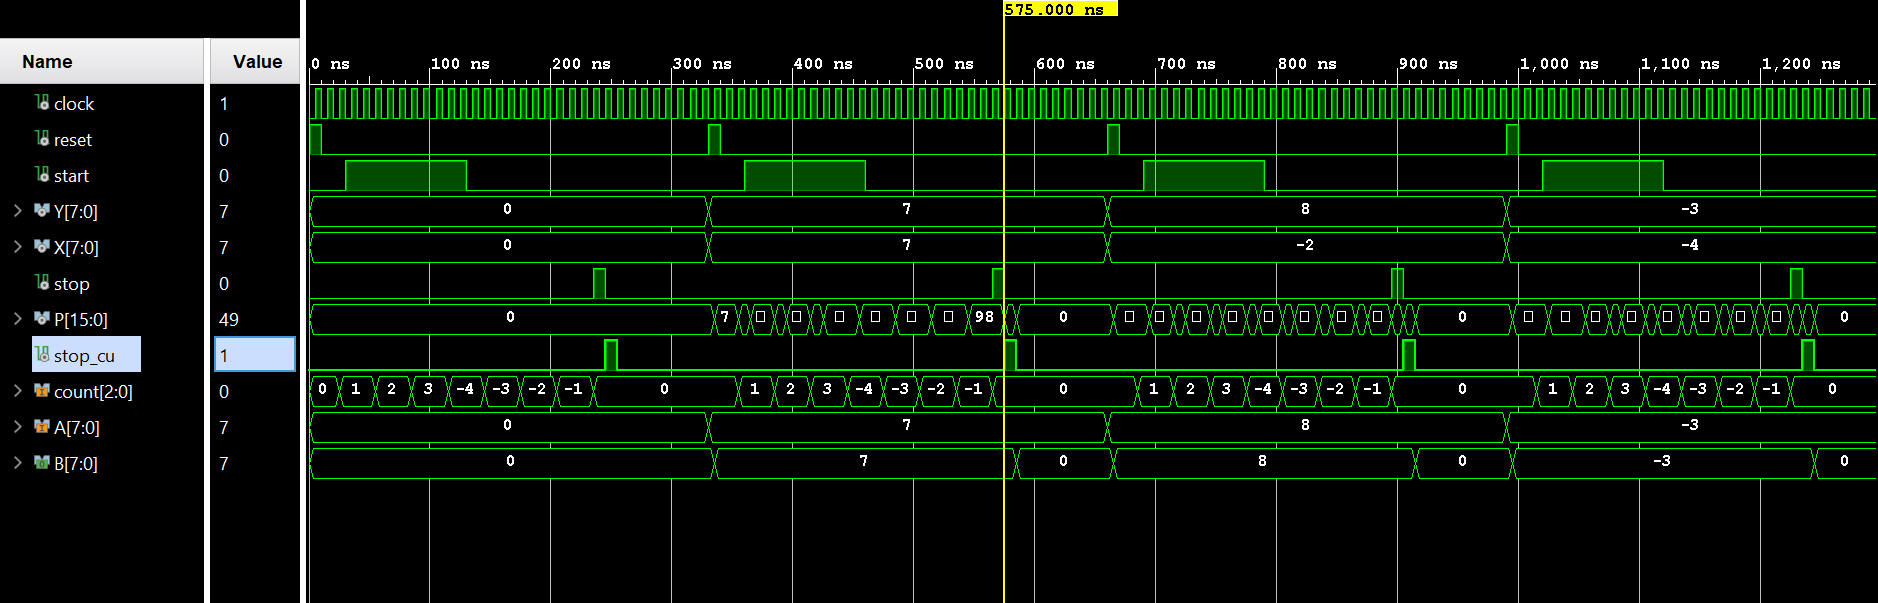 575.000 ns
Name Value 0 ns 100 ns 200 ns 300 ns 400 ns 500 ns 600 ns 700 ns 800 ns 900 ns 1,000 ns 1,100 ns 1,200 ns
clock 1
reset 0
start 0
Y[7:0] 7 0 7 8 -3
X[7:0] 7 0 7 -2 -4
stop 0
P[15:0] 49 0 7 98 0 0 0
stop_cu 1
count[2:0] 0 0 1 2 3 -4 -3 -2 -1 0 1 2 3 -4 -3 -2 -1 0 1 2 3 -4 -3 -2 -1 0 1 2 3 -4 -3 -2 -1 0
A[7:0] 7 0 7 8 -3
B[7:0] 7 0 7 0 8 0 -3 0